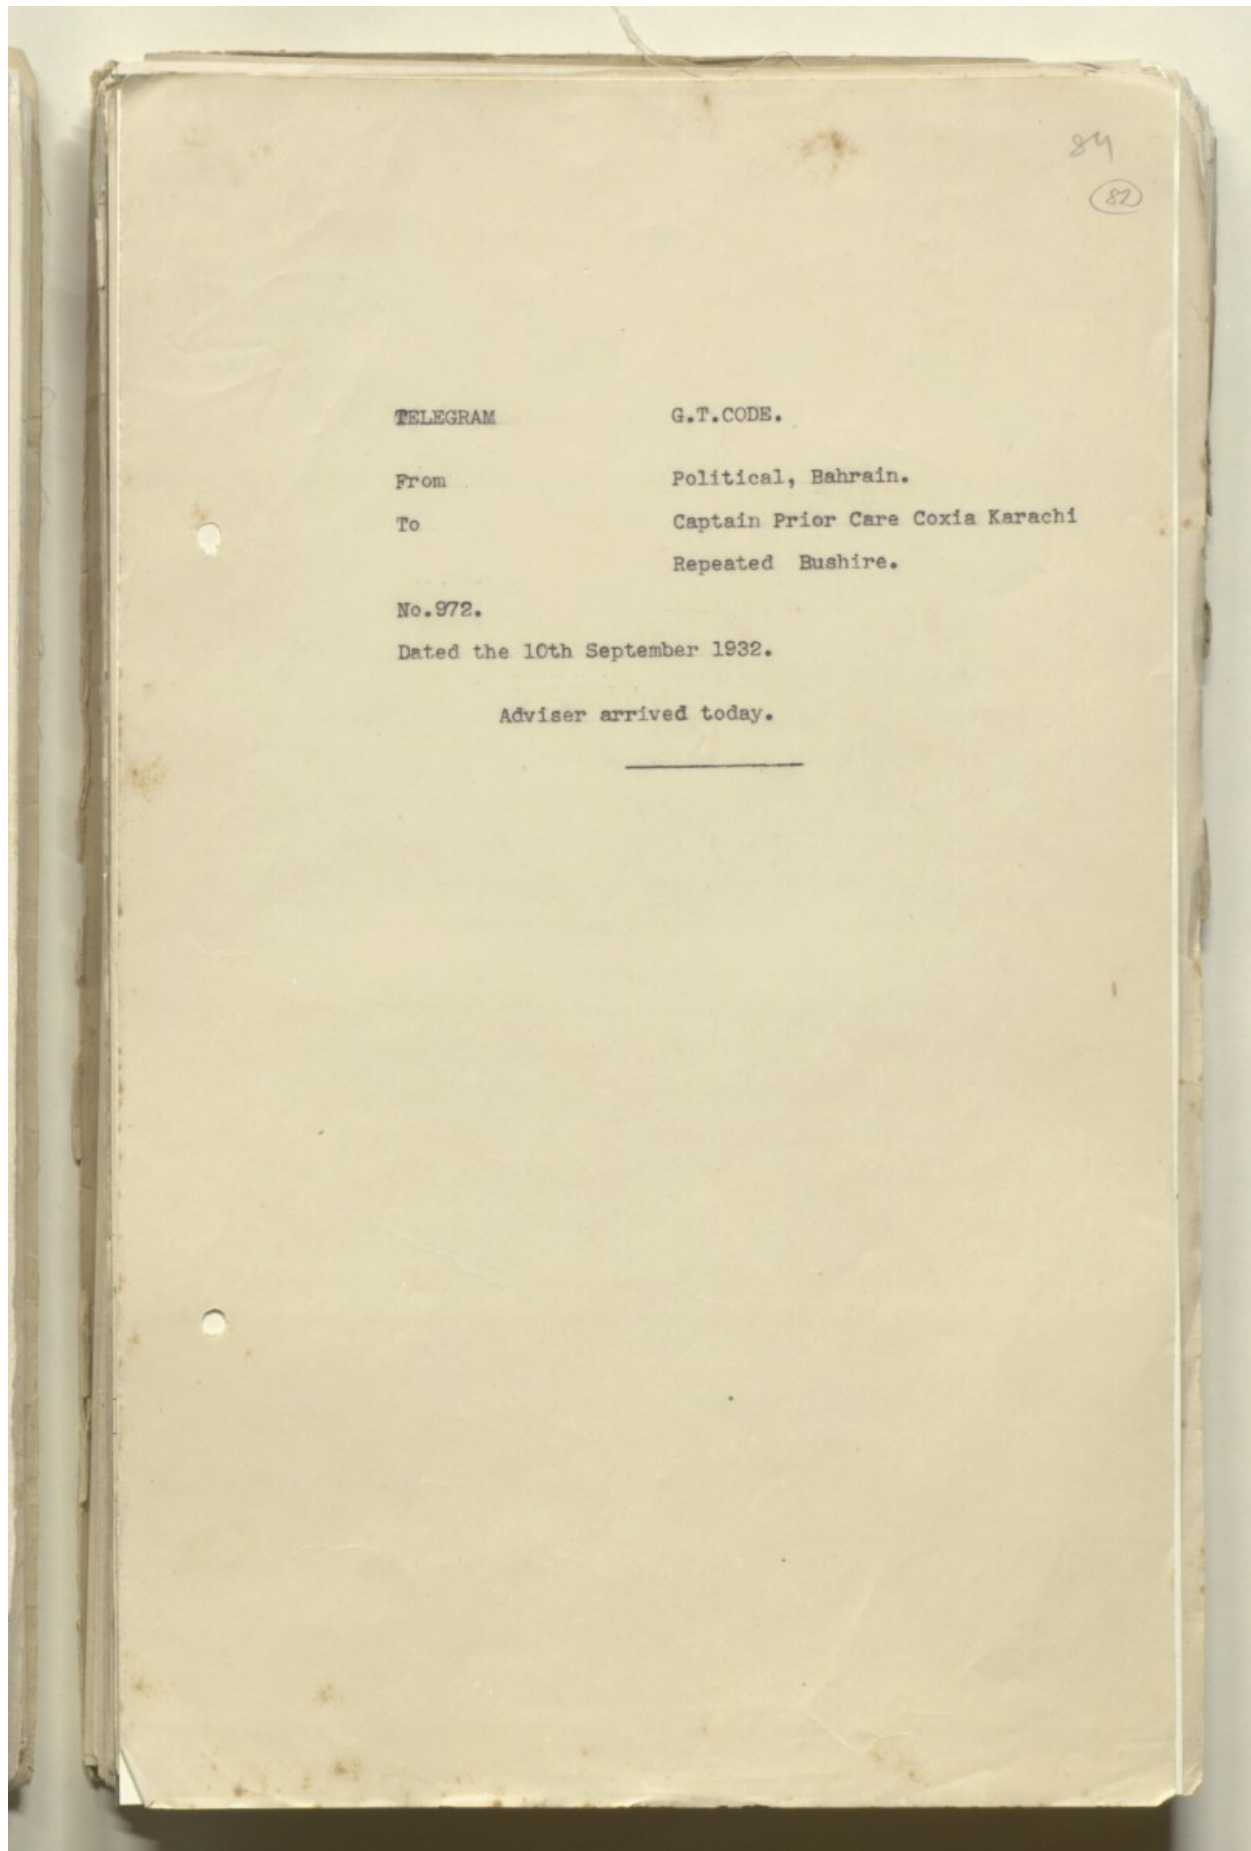 84
82
TELEGRAM G.T.CODE.
From Political, Bahrain.
To Captain Prior Care Coxia Karachi
Repeated Bushire.
No.972.
Dated the 10th September 1932.
Adviser arrived today.